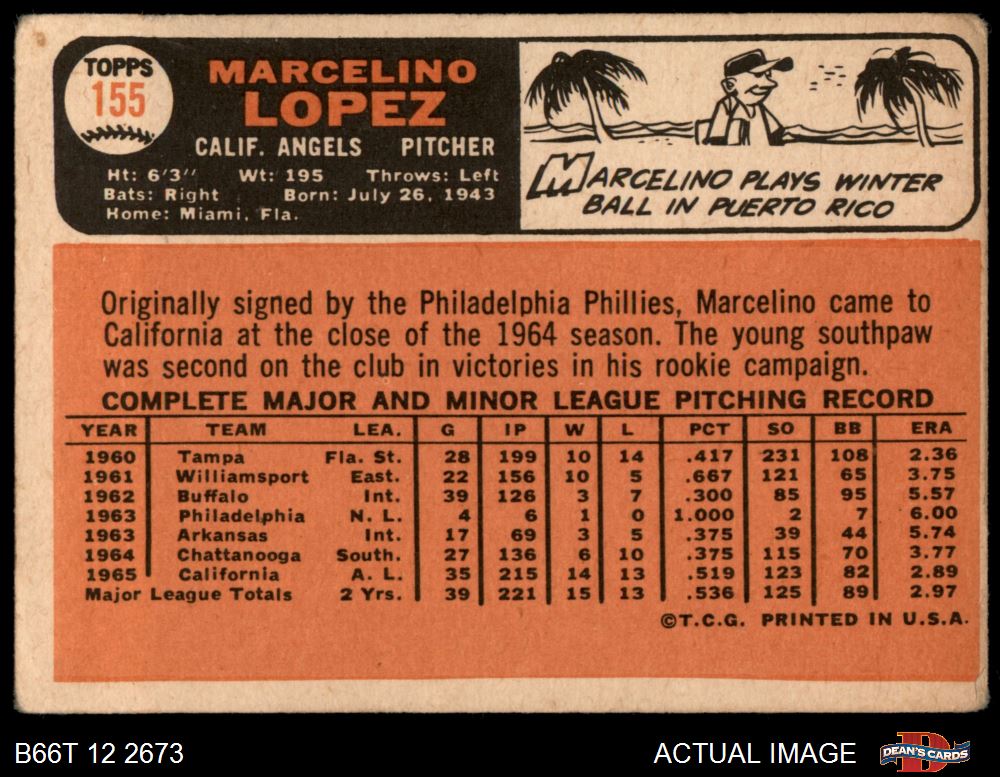 TOPPS
155
MARCELINO
LOPEZ
CALIF. ANGELS PITCHER
Ht: 6'3" Wt: 195 Throws: Left
Bats: Right Born: July 26, 1943
Home: Miami, Fla.
MARCELINO PLAYS WINTER
BALL IN PUERTO RICO
Originally signed by the Philadelphia Phillies, Marcelino came to
California at the close of the 1964 season. The young southpaw
was second on the club in victories in his rookie campaign.
COMPLETE MAJOR AND MINOR LEAGUE PITCHING RECORD
YEAR TEAM LEA. G IP W L PCT SO BB ERA
1960 Tampa Fla. St. 28 199 10 14 .417 231 108 2.36
1961 Williamsport East. 22 156 10 5 .667 121 65 3.75
1962 Buffalo Int. 39 126 3 7 .300 85 95 5.57
1963 Philadelphia N. L. 4 6 1 0 1.000 2 7 6.00
1963 Arkansas Int. 17 69 3 5 .375 39 44 5.74
1964 Chattanooga South. 27 136 6 10 .375 115 70 3.77
1965 California A. L. 35 215 14 13 .519 123 82 2.89
Major League Totals 2 Yrs. 39 221 15 13 .536 125 89 2.97
©T.C.G. PRINTED IN U.S.A.
B66T 12 2673 ACTUAL IMAGE DEAN'S CARDS